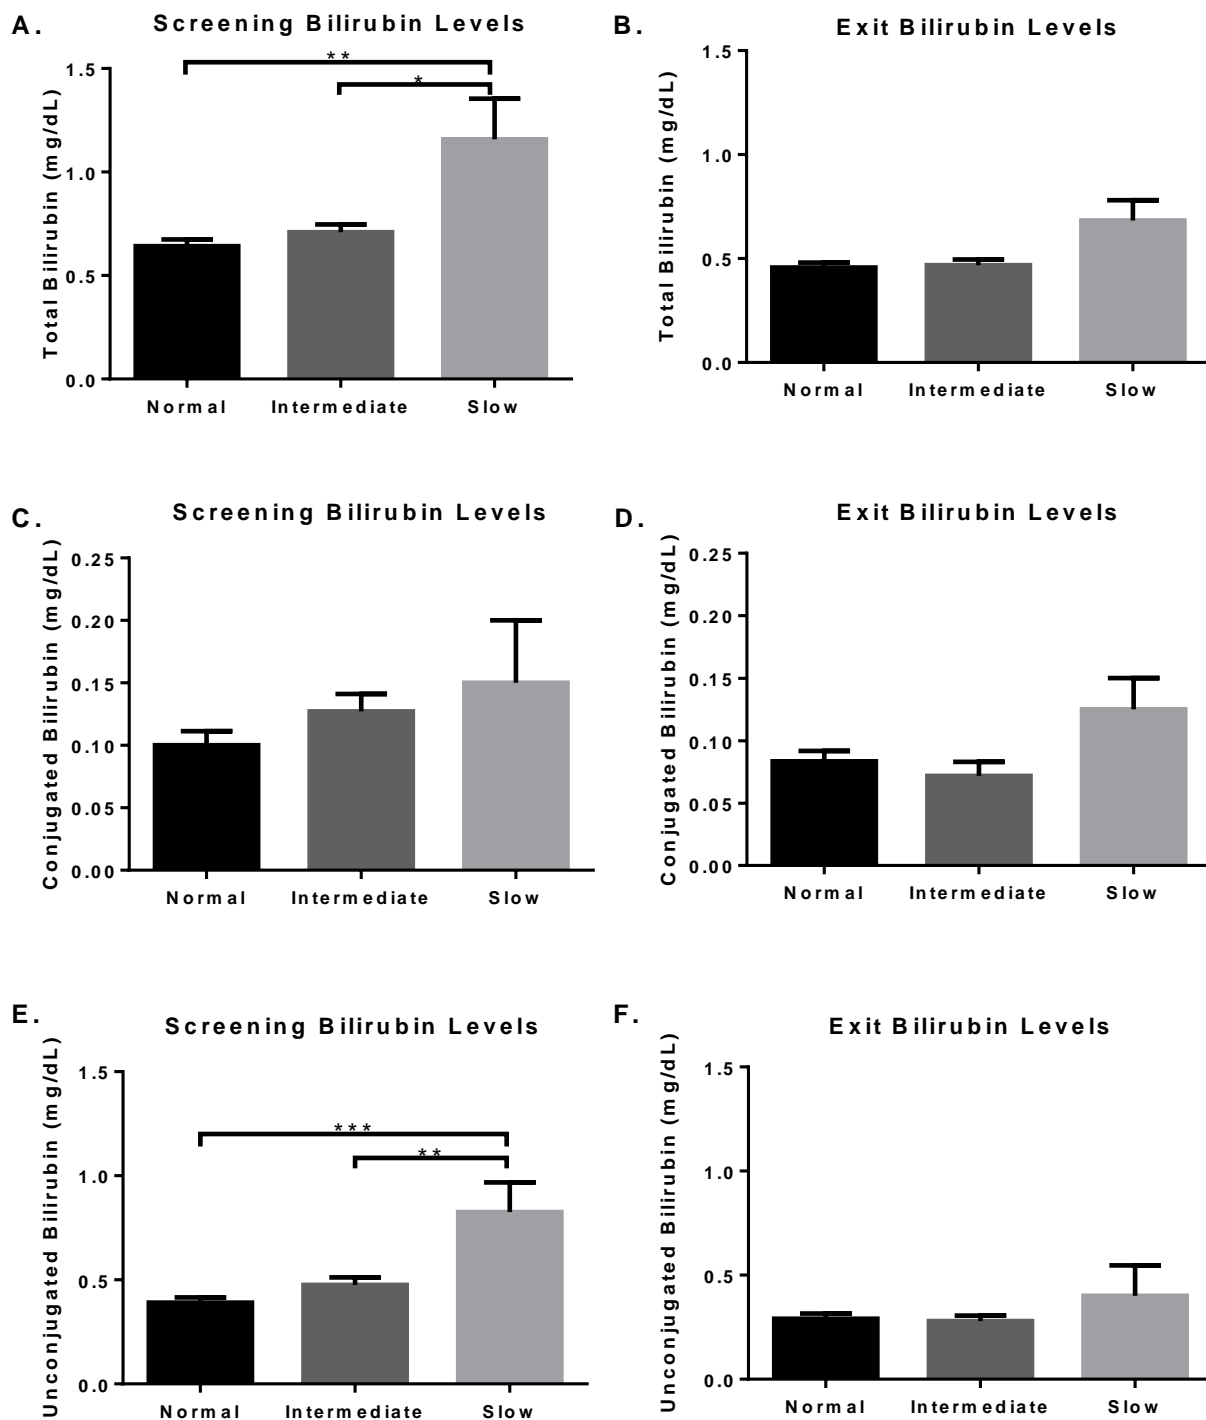 A.
Screening Bilirubin Levels
Total Bilirubin (mg/dL)
1.5
1.0
0.5
0.0
**
*
Normal Intermediate Slow
B.
Exit Bilirubin Levels
Total Bilirubin (mg/dL)
1.5
1.0
0.5
0.0
Normal Intermediate Slow
C.
Screening Bilirubin Levels
Conjugated Bilirubin (mg/dL)
0.25
0.20
0.15
0.10
0.05
0.00
Normal Intermediate Slow
D.
Exit Bilirubin Levels
Conjugated Bilirubin (mg/dL)
0.25
0.20
0.15
0.10
0.05
0.00
Normal Intermediate Slow
E.
Screening Bilirubin Levels
Unconjugated Bilirubin (mg/dL)
1.5
1.0
0.5
0.0
***
**
Normal Intermediate Slow
F.
Exit Bilirubin Levels
Unconjugated Bilirubin (mg/dL)
1.5
1.0
0.5
0.0
Normal Intermediate Slow